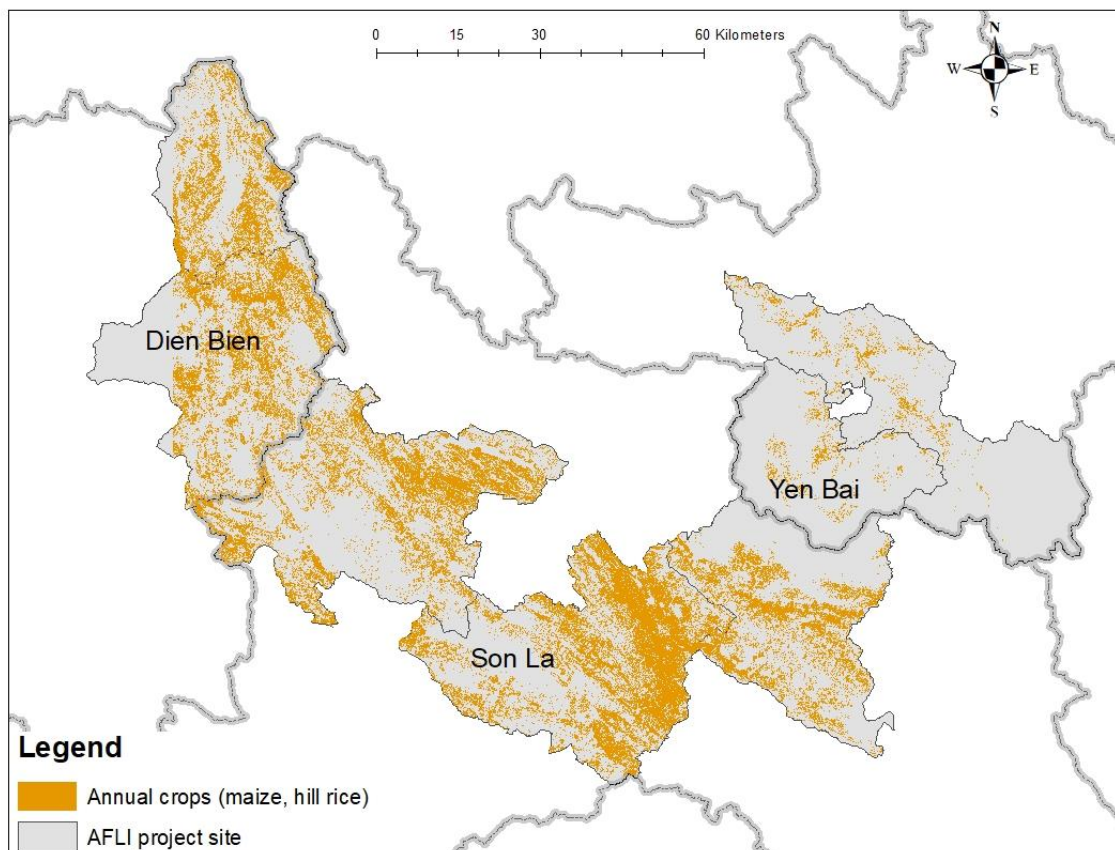 0 15 30 60 Kilometers
N
W E
S
Dien Bien
Yen Bai
Son La
Legend
Annual crops (maize, hill rice)
AFLI project site